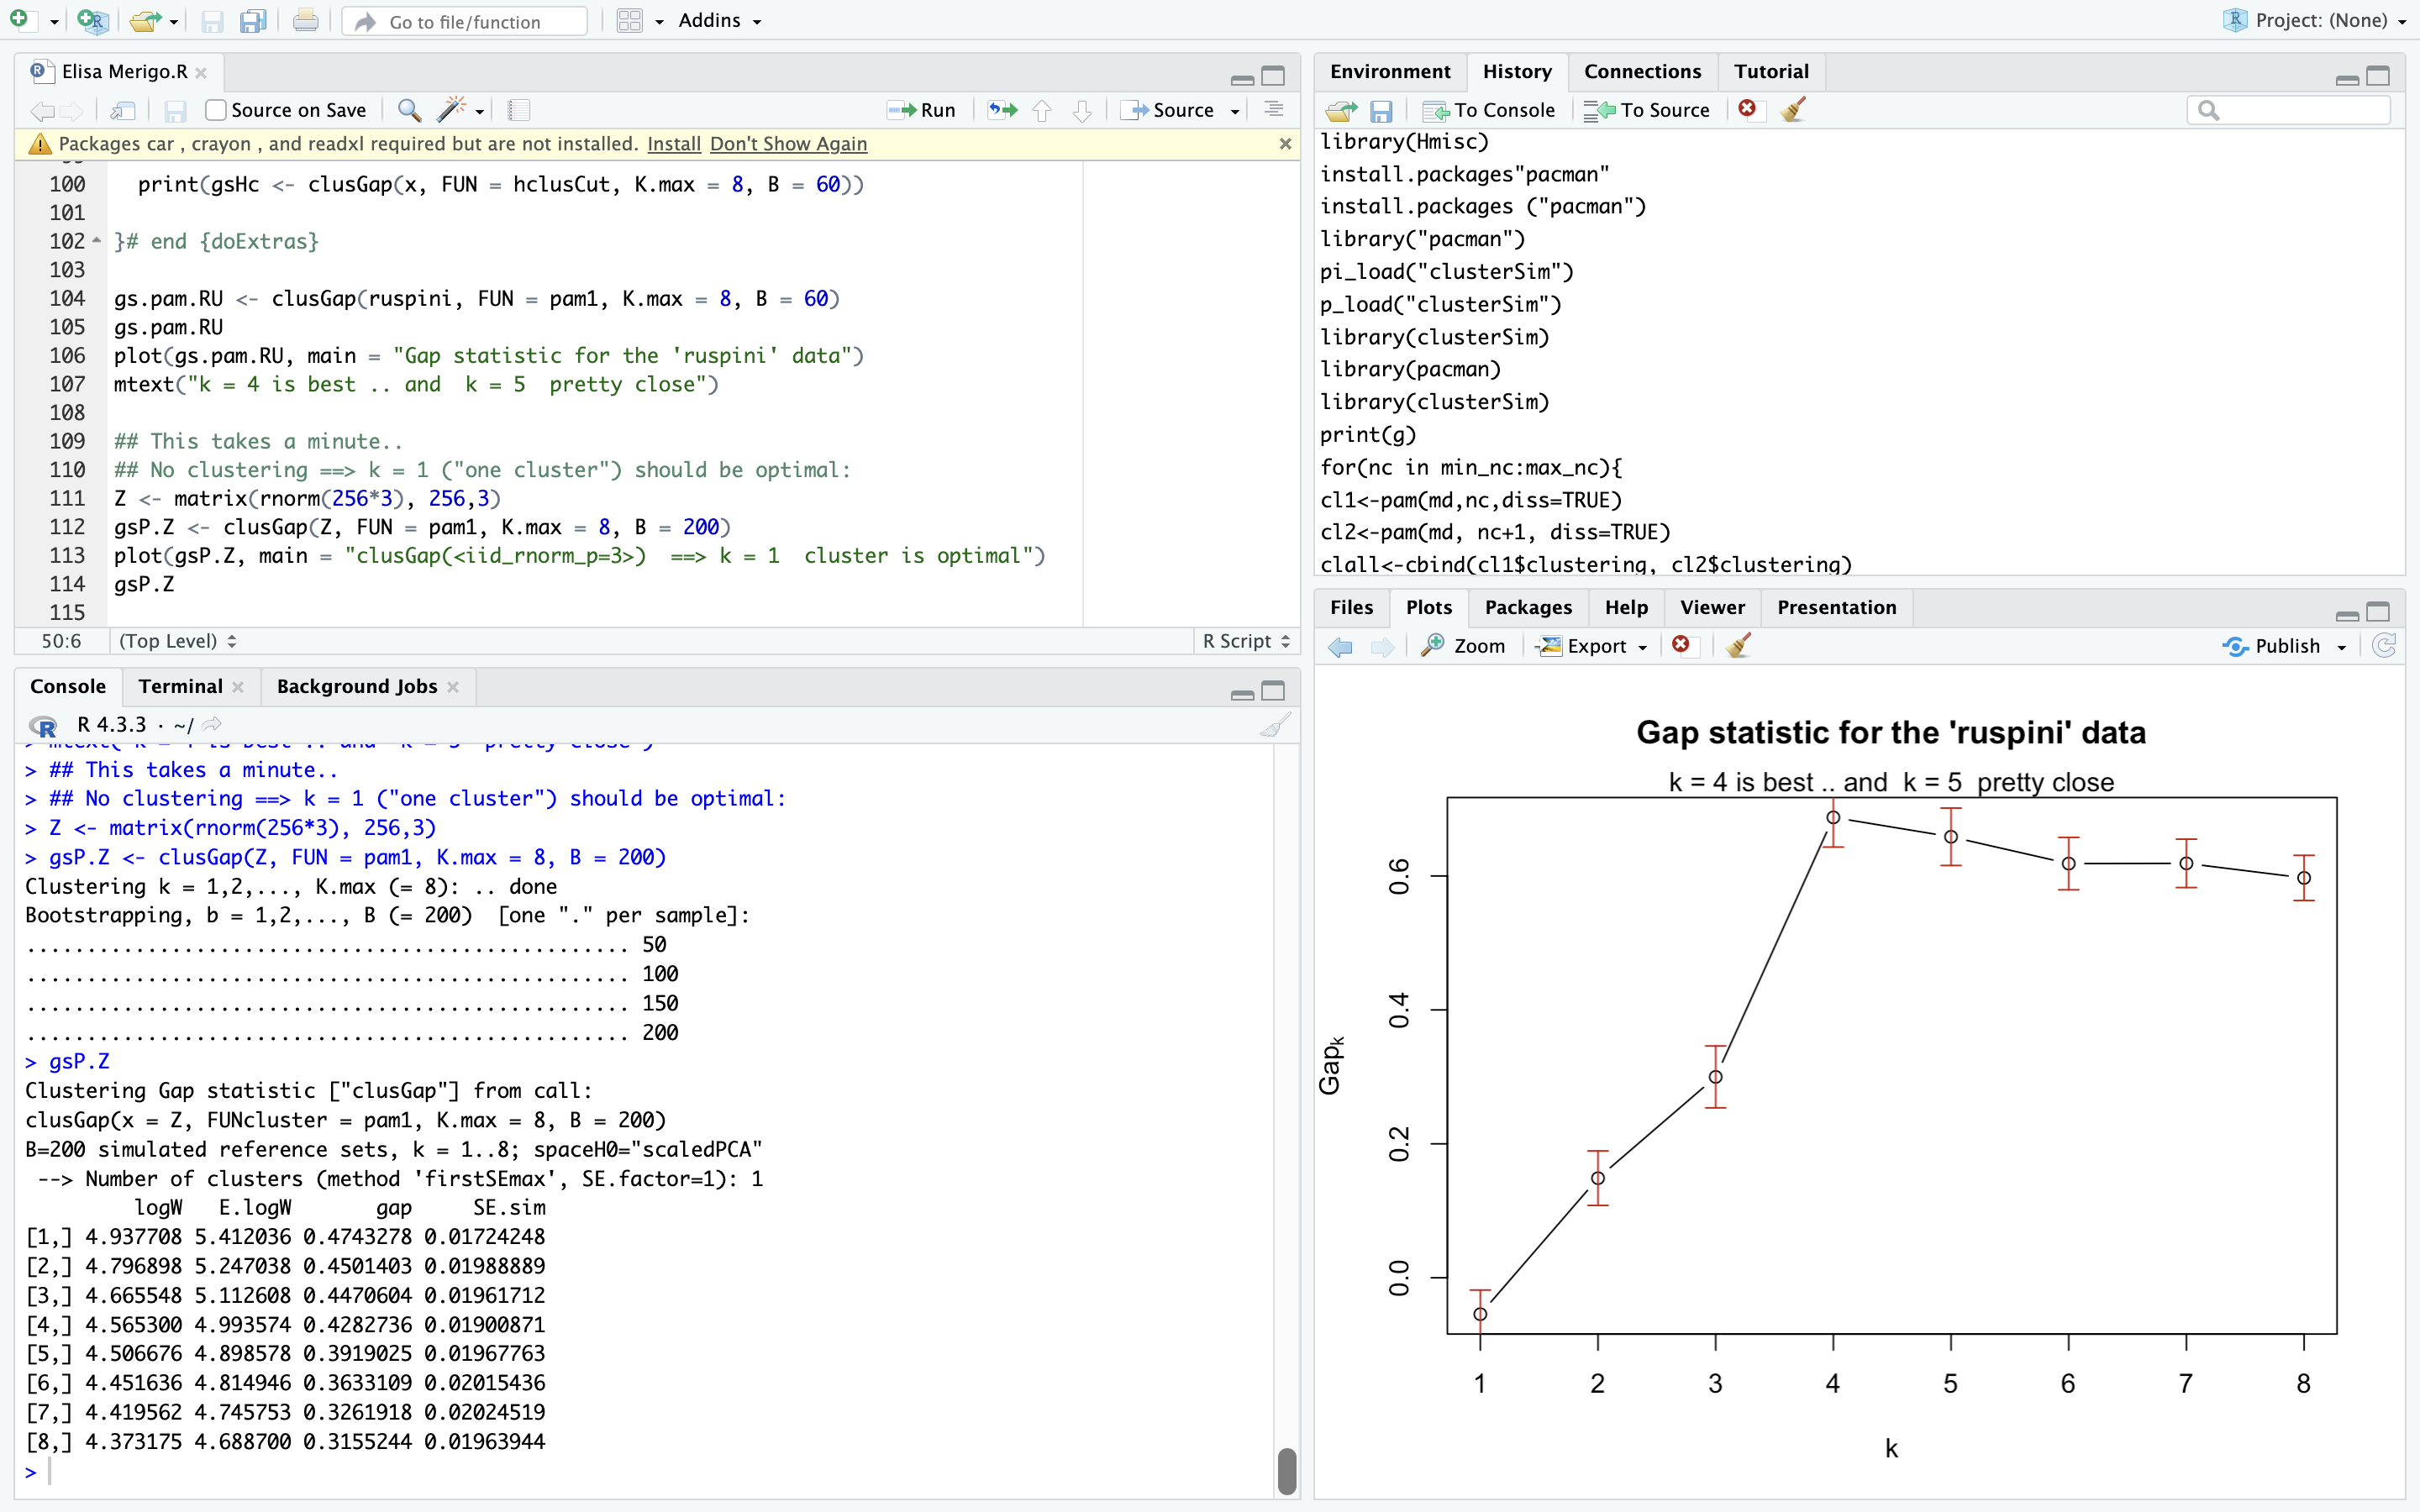 Go to file/function
Addins
Project: (None)
Elisa Merigo.R
Source on Save
Run
Source
Packages car , crayon , and readxl required but are not installed. Install Don't Show Again
100 print(gsHc <- clusGap(x, FUN = hclusCut, K.max = 8, B = 60))
101
102 }# end {doExtras}
103
104 gs.pam.RU <- clusGap(ruspini, FUN = pam1, K.max = 8, B = 60)
105 gs.pam.RU
106 plot(gs.pam.RU, main = "Gap statistic for the 'ruspini' data")
107 mtext("k = 4 is best .. and  k = 5  pretty close")
108
109 ## This takes a minute..
110 ## No clustering ==> k = 1 ("one cluster") should be optimal:
111 Z <- matrix(rnorm(256*3), 256,3)
112 gsP.Z <- clusGap(Z, FUN = pam1, K.max = 8, B = 200)
113 plot(gsP.Z, main = "clusGap(<iid_rnorm_p=3>)  ==> k = 1  cluster is optimal")
114 gsP.Z
115
50:6 (Top Level) R Script
Console Terminal Background Jobs
R 4.3.3 · ~/
> mtext("k = 4 is best .. and  k = 5  pretty close")
> ## This takes a minute..
> ## No clustering ==> k = 1 ("one cluster") should be optimal:
> Z <- matrix(rnorm(256*3), 256,3)
> gsP.Z <- clusGap(Z, FUN = pam1, K.max = 8, B = 200)
Clustering k = 1,2,..., K.max (= 8): .. done
Bootstrapping, b = 1,2,..., B (= 200)  [one "." per sample]:
.................................................. 50
.................................................. 100
.................................................. 150
.................................................. 200
> gsP.Z
Clustering Gap statistic ["clusGap"] from call:
clusGap(x = Z, FUNcluster = pam1, K.max = 8, B = 200)
B=200 simulated reference sets, k = 1..8; spaceH0="scaledPCA"
--> Number of clusters (method 'firstSEmax', SE.factor=1): 1
logW E.logW gap SE.sim
[1,] 4.937708 5.412036 0.4743278 0.01724248
[2,] 4.796898 5.247038 0.4501403 0.01988889
[3,] 4.665548 5.112608 0.4470604 0.01961712
[4,] 4.565300 4.993574 0.4282736 0.01900871
[5,] 4.506676 4.898578 0.3919025 0.01967763
[6,] 4.451636 4.814946 0.3633109 0.02015436
[7,] 4.419562 4.745753 0.3261918 0.02024519
[8,] 4.373175 4.688700 0.3155244 0.01963944
>
Environment History Connections Tutorial
To Console To Source
library(Hmisc)
install.packages"pacman"
install.packages ("pacman")
library("pacman")
pi_load("clusterSim")
p_load("clusterSim")
library(clusterSim)
library(pacman)
library(clusterSim)
print(g)
for(nc in min_nc:max_nc){
cl1<-pam(md,nc,diss=TRUE)
cl2<-pam(md, nc+1, diss=TRUE)
clall<-cbind(cl1$clustering, cl2$clustering)
Files Plots Packages Help Viewer Presentation
Zoom Export Publish
Gap statistic for the 'ruspini' data
k = 4 is best .. and  k = 5  pretty close
0.6
0.4
0.2
0.0
Gapk
1 2 3 4 5 6 7 8
k